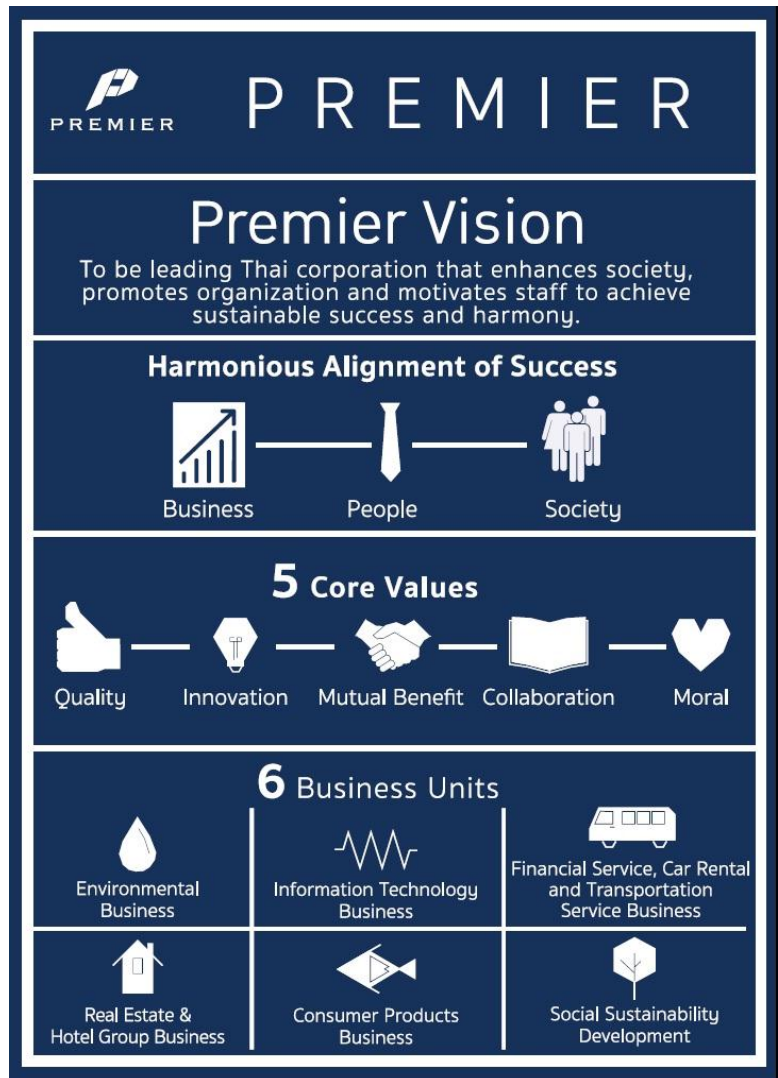 PREMIER
PREMIER
Premier Vision
To be leading Thai corporation that enhances society,
promotes organization and motivates staff to achieve
sustainable success and harmony.
Harmonious Alignment of Success
Business
People
Society
5 Core Values
Quality
Innovation
Mutual Benefit
Collaboration
Moral
6 Business Units
Environmental
Business
Information Technology
Business
Financial Service, Car Rental
and Transportation
Service Business
Real Estate &
Hotel Group Business
Consumer Products
Business
Social Sustainability
Development